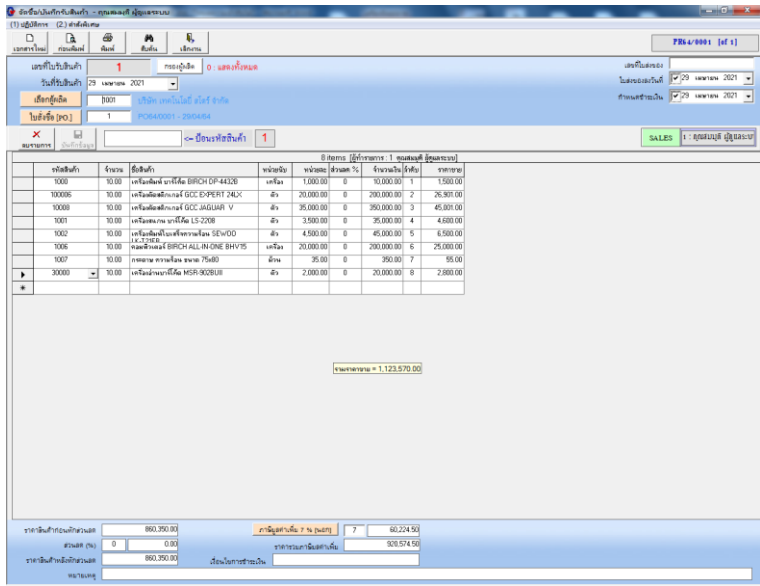 จัดซื้อ/บันทึกรับสินค้า - คุณสมมุติ ผู้ดูแลระบบ
(1) ปฏิบัติการ (2.) คำสั่งพิเศษ
เอกสารใหม่ ก่อนพิมพ์ พิมพ์ สืบค้น เลิกงาน
PR64/0001 [of 1]
เลขที่ใบรับสินค้า 1 กรองผู้ผลิต 0 : แสดงทั้งหมด เลขที่ใบส่งของ
วันที่รับสินค้า 29 เมษายน 2021 ใบส่งของลงวันที่ 29 เมษายน 2021
เลือกผู้ผลิต 1001 บริษัท เทคโนโลยี สโตร์ จำกัด กำหนดชำระเงิน 29 เมษายน 2021
ใบสั่งซื้อ [PO.] 1 PO64/0001 - 29/04/64
ลบรายการ บันทึกข้อมูล <-- ป้อนรหัสสินค้า 1 SALES 1 : คุณสมมุติ ผู้ดูแลระบ
8 items [ผู้ทำรายการ : 1 คุณสมมุติ ผู้ดูแลระบบ]
รหัสสินค้า จำนวน ชื่อสินค้า หน่วยนับ หน่วยละ ส่วนลด % จำนวนเงิน ลำดับ ราคาขาย
1000 10.00 เครื่องพิมพ์ บาร์โค้ด BIRCH DP-4432B เครื่อง 1,000.00 0 10,000.00 1 1,500.00
100006 10.00 เครื่องตัดสติกเกอร์ GCC EXPERT 24LX ตัว 20,000.00 0 200,000.00 2 26,901.00
10008 10.00 เครื่องตัดสติกเกอร์ GCC JAGUAR V ตัว 35,000.00 0 350,000.00 3 45,001.00
1001 10.00 เครื่องสแกน บาร์โค้ด LS-2208 ตัว 3,500.00 0 35,000.00 4 4,600.00
1002 10.00 เครื่องพิมพ์ใบเสร็จความร้อน SEWOO ตัว 4,500.00 0 45,000.00 5 6,500.00
1006 10.00 คอมพิวเตอร์ BIRCH ALL-IN-ONE BHV15 เครื่อง 20,000.00 0 200,000.00 6 25,000.00
1007 10.00 กระดาษ ความร้อน ขนาด 75x80 ม้วน 35.00 0 350.00 7 55.00
30000 10.00 เครื่องอ่านบาร์โค้ด MSR-902BUII ตัว 2,000.00 0 20,000.00 8 2,800.00
รวมราคาขาย = 1,123,570.00
ราคาสินค้าก่อนหักส่วนลด 860,350.00 ภาษีมูลค่าเพิ่ม 7 % [นอก] 7 60,224.50
ส่วนลด (%) 0 0.00 ราคารวมภาษีมูลค่าเพิ่ม 920,574.50
ราคาสินค้าหลังหักส่วนลด 860,350.00 เงื่อนไขการชำระเงิน
หมายเหตุ